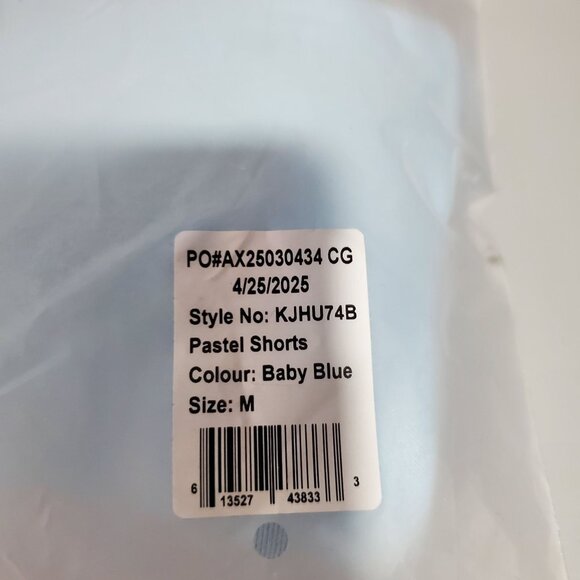 PO#AX25030434 CG
4/25/2025
Style No: KJHU74B
Pastel Shorts
Colour: Baby Blue
Size: M
6 13527 43833 3